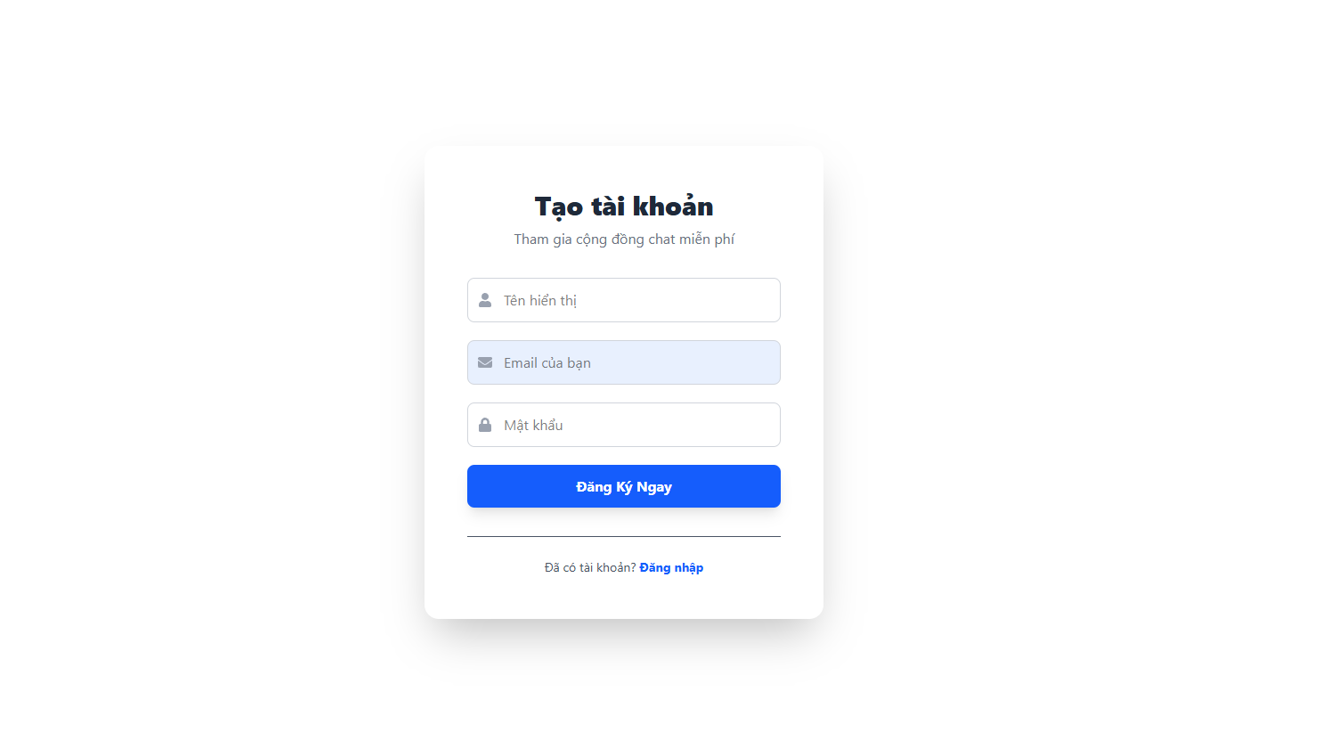 Tạo tài khoản
Tham gia cộng đồng chat miễn phí
Tên hiển thị
Email của bạn
Mật khẩu
Đăng Ký Ngay
Đã có tài khoản? Đăng nhập